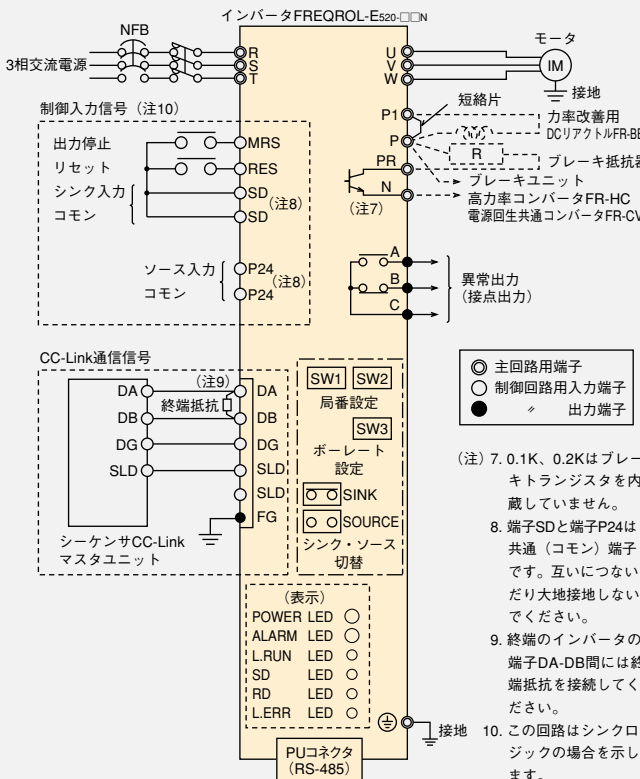 インバータFREQROL-E520-□□N
NFB
3相交流電源
R
S
T
U
V
W
モータ
IM
接地
制御入力信号（注10）
出力停止
リセット
シンク入力
コモン
MRS
RES
SD
（注8）
SD
ソース入力
コモン
P24
（注8）
P24
短絡片
P1
P
PR
N
（注7）
R
力率改善用
DCリアクトルFR-BE
ブレーキ抵抗器
ブレーキユニット
高力率コンバータFR-HC
電源回生共通コンバータFR-CV
A
B
C
異常出力
（接点出力）
CC-Link通信信号
（注9）
終端抵抗
DA
DB
DG
SLD
DA
DB
DG
SLD
SLD
FG
シーケンサCC-Link
マスタユニット
SW1 SW2
局番設定
SW3
ボーレート
設定
SINK
SOURCE
シンク・ソース
切替
主回路用端子
制御回路用入力端子
〃 出力端子
（表示）
POWER LED
ALARM LED
L.RUN LED
SD LED
RD LED
L.ERR LED
接地
PUコネクタ
（RS-485）
（注）7. 0.1K、0.2Kはブレー
キトランジスタを内
蔵していません。
8. 端子SDと端子P24は
共通（コモン）端子
です。互いにつない
だり大地接地しない
でください。
9. 終端のインバータの
端子DA-DB間には終
端抵抗を接続してく
ださい。
10. この回路はシンクロ
ジックの場合を示し
ます。